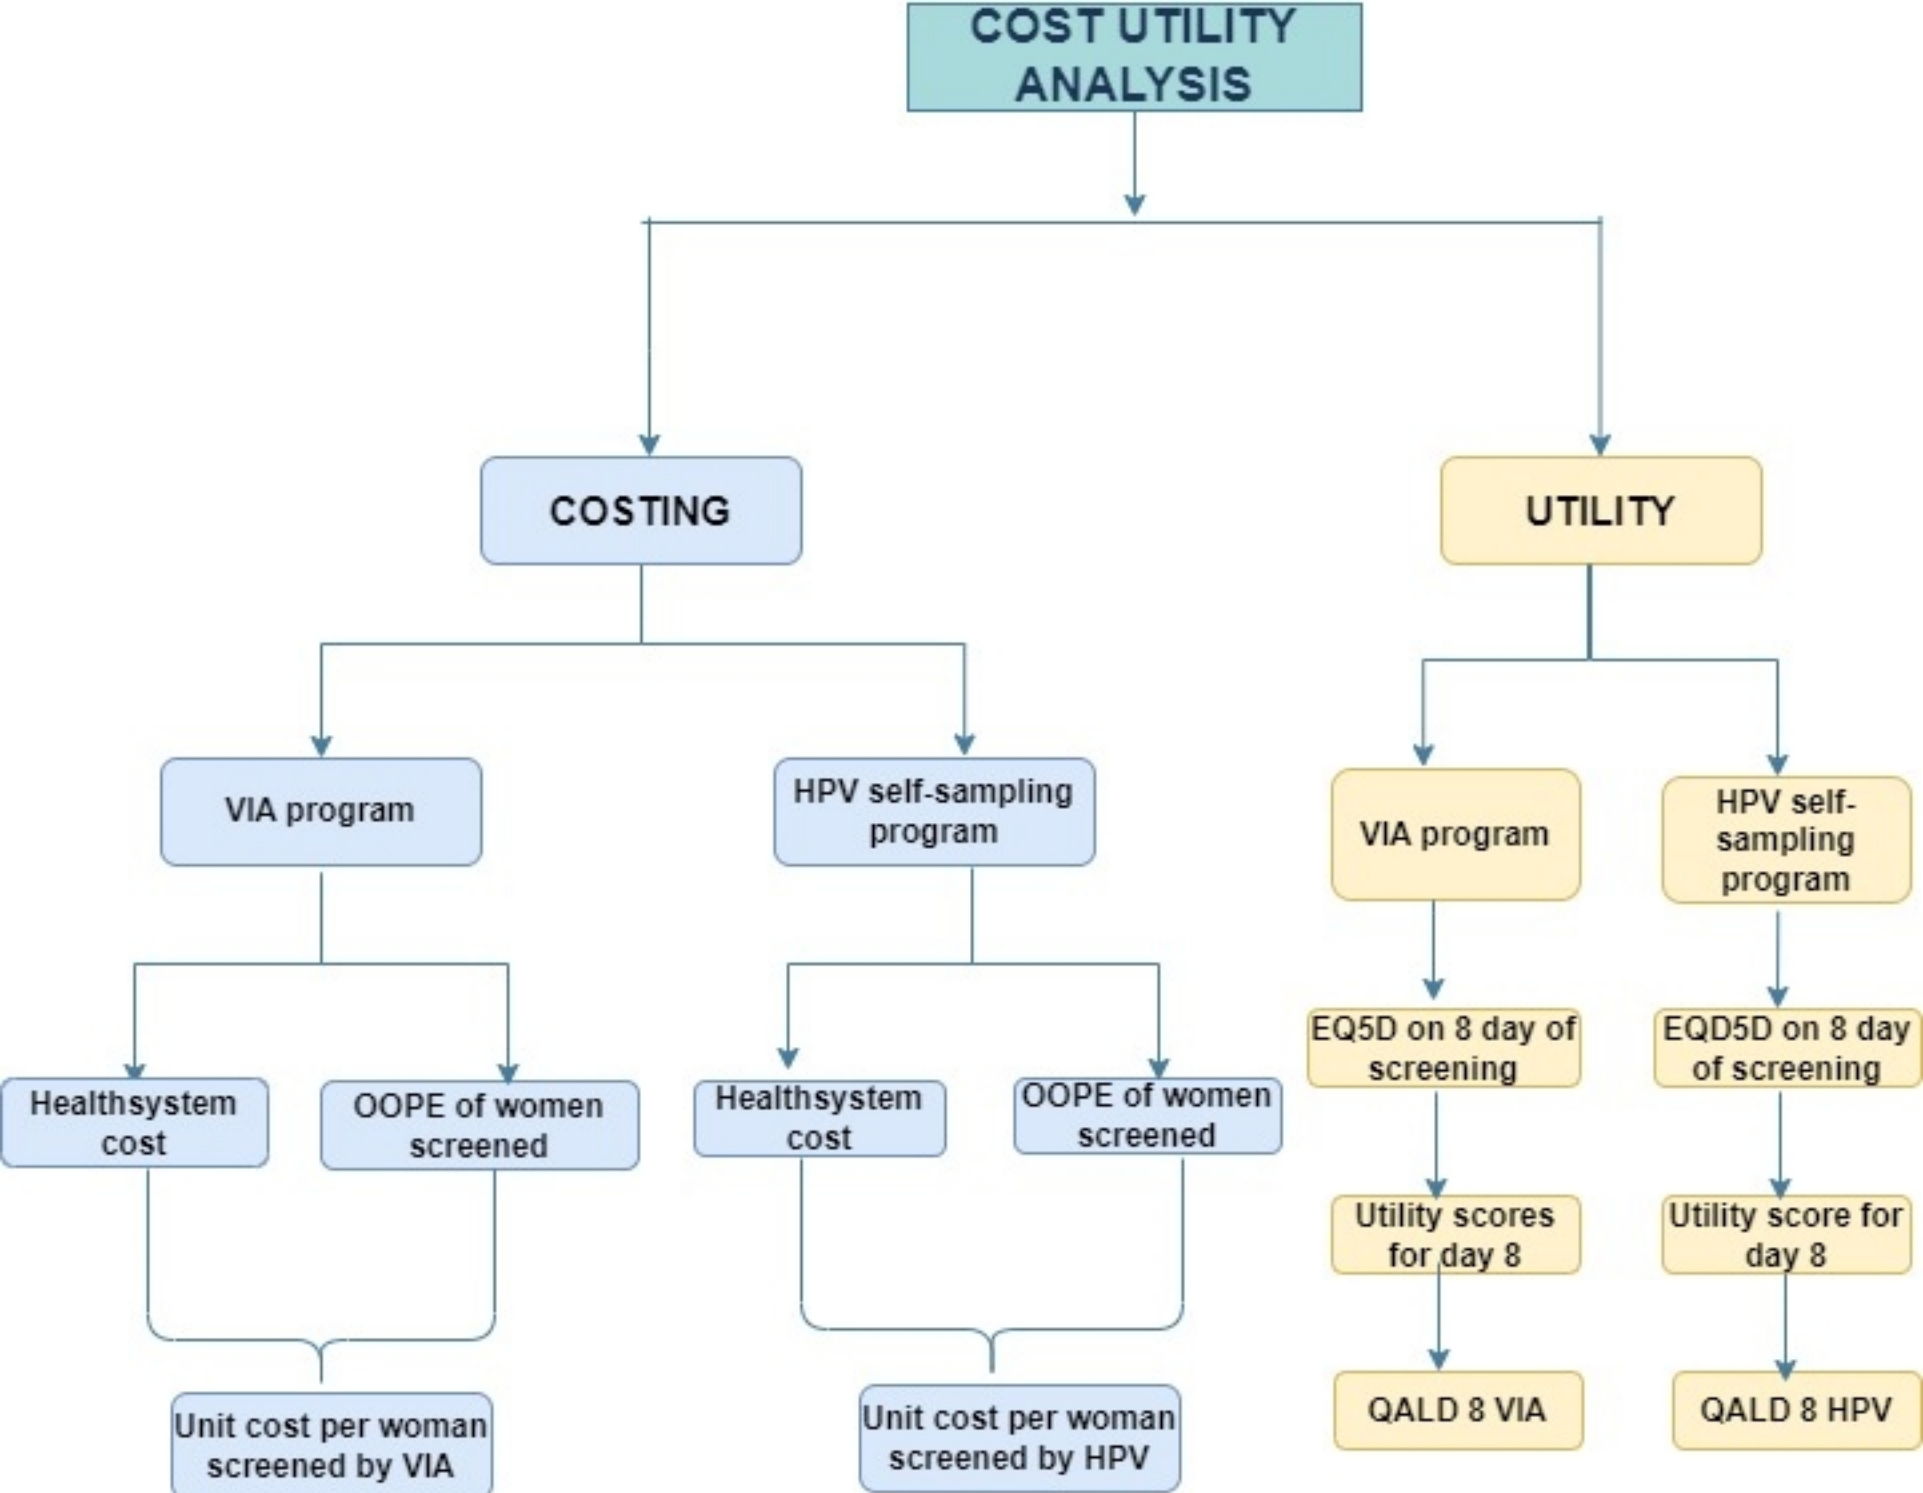 COST UTILITY
ANALYSIS
COSTING
UTILITY
VIA program
HPV self-sampling
program
VIA program
HPV self-
sampling
program
Healthsystem
cost
OOPE of women
screened
Healthsystem
cost
OOPE of women
screened
EQ5D on 8 day of
screening
EQD5D on 8 day
of screening
Utility scores
for day 8
Utility score for
day 8
Unit cost per woman
screened by VIA
Unit cost per woman
screened by HPV
QALD 8 VIA
QALD 8 HPV